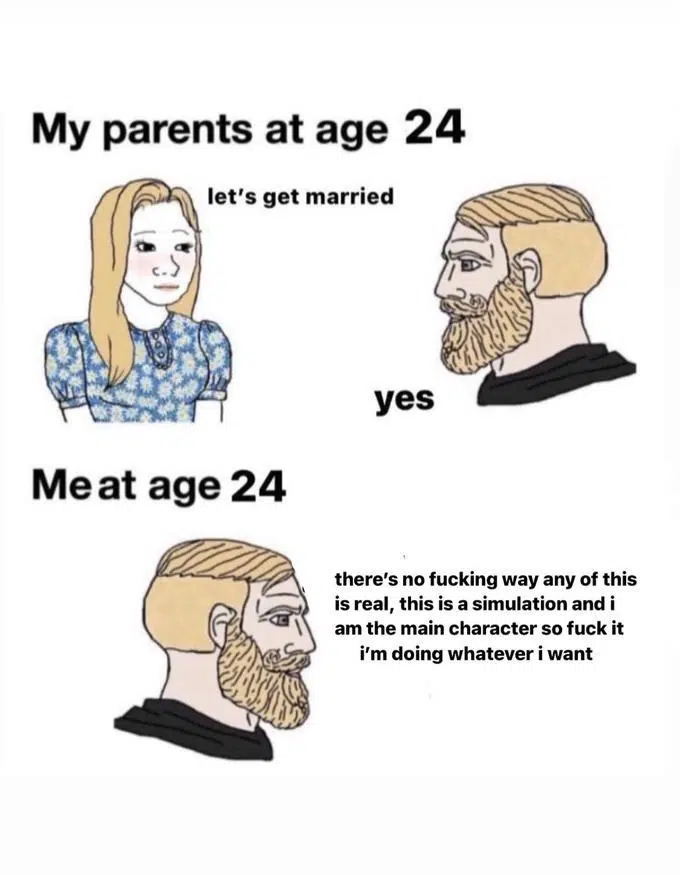 My parents at age 24
let's get married
yes
Me at age 24
there's no fucking way any of this
is real, this is a simulation and i
am the main character so fuck it
i'm doing whatever i want